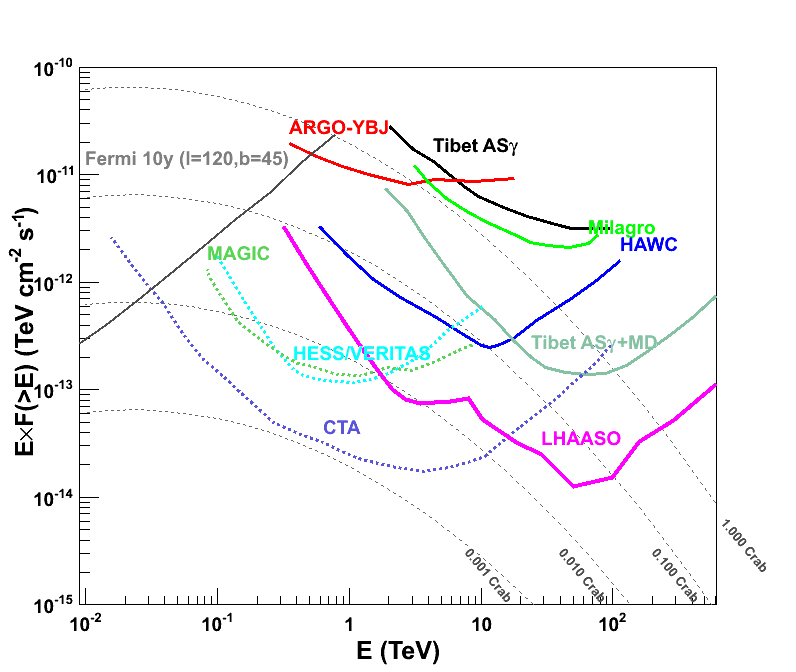 10^-10
ARGO-YBJ
Tibet ASγ
Fermi 10y (l=120,b=45)
10^-11
Milagro
HAWC
MAGIC
10^-12
HESS/VERITAS
Tibet ASγ+MD
10^-13
CTA
LHAASO
10^-14
0.001 Crab
0.010 Crab
0.100 Crab
1.000 Crab
10^-15
E×F(>E) (TeV cm^-2 s^-1)
10^-2
10^-1
1
10
10^2
E (TeV)